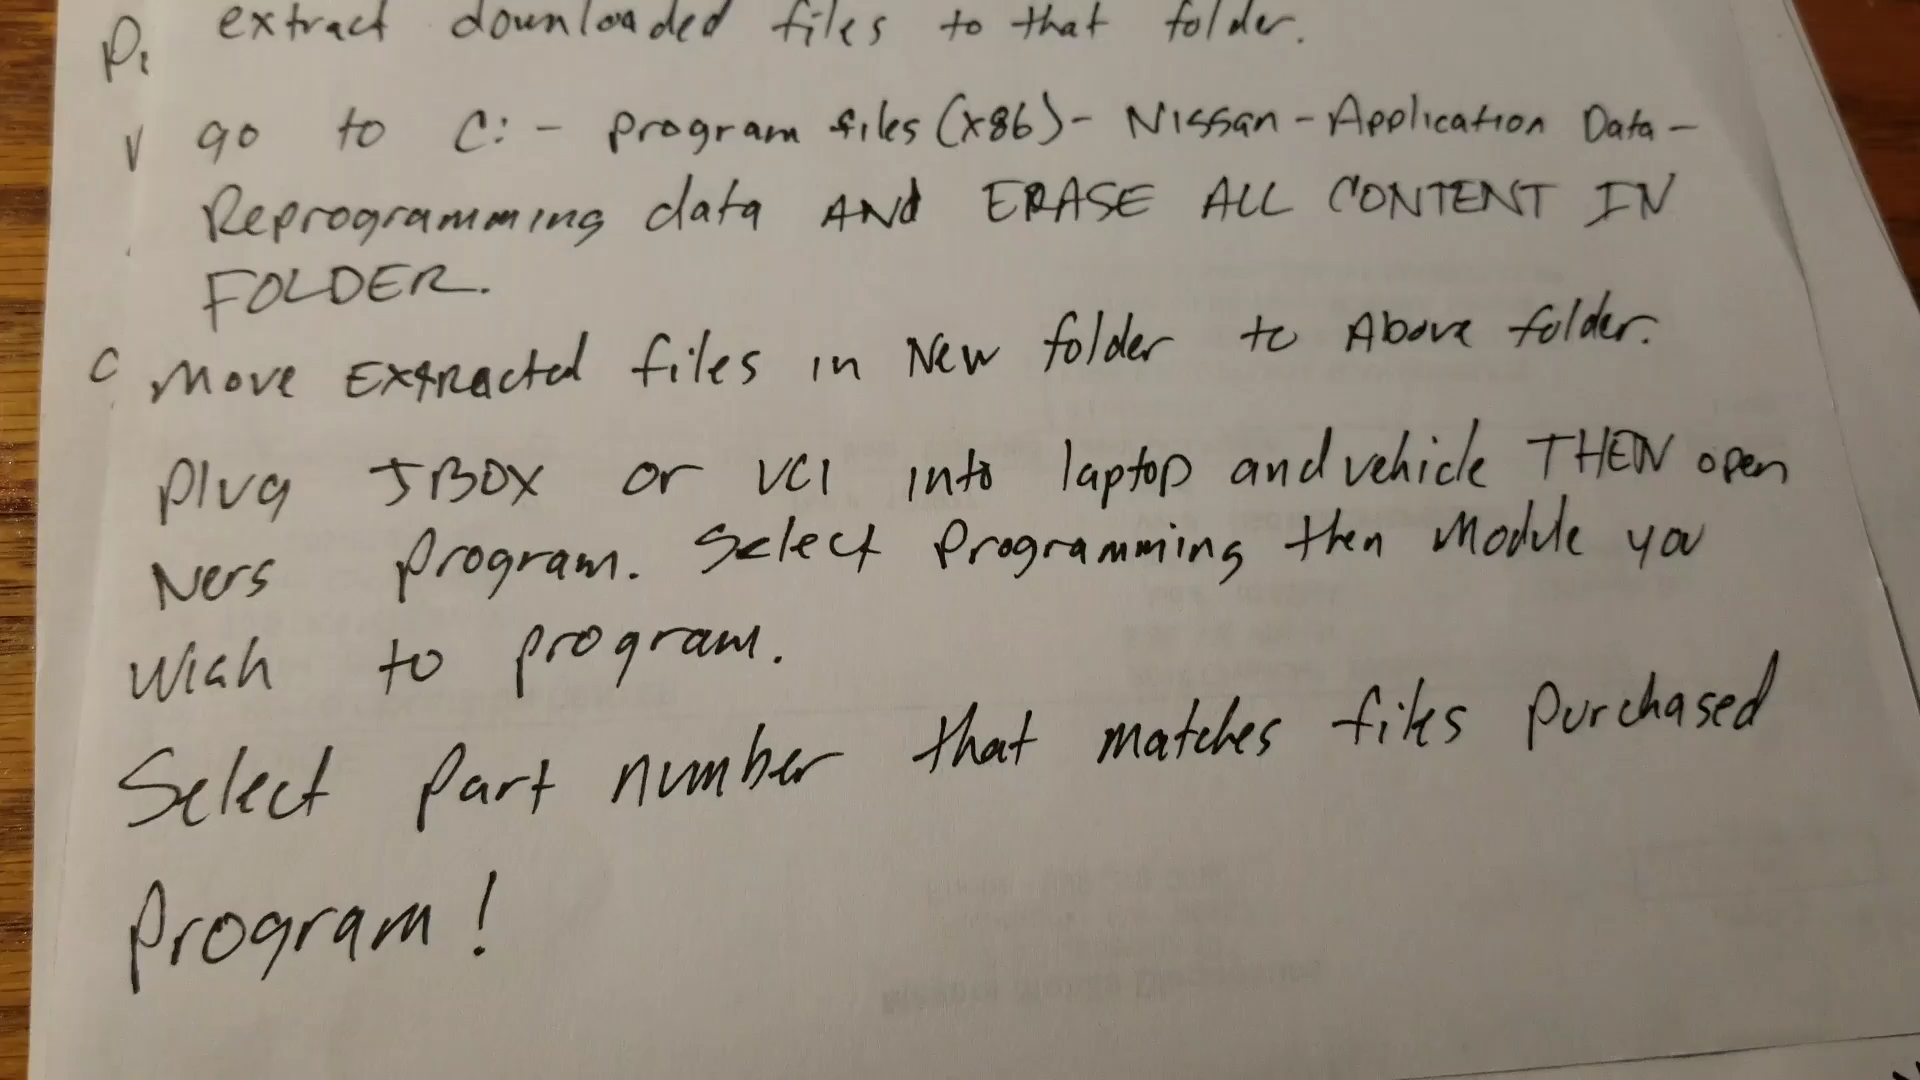 extract downloaded files to that folder.
go to C: - program files (x86) - Nissan - Application Data -
Reprogramming data AND ERASE ALL CONTENT IN
FOLDER.
Move Extracted files in New folder to Above folder.
plug JBOX or VCI into laptop and vehicle THEN open
Ners program. Select Programming then Module you
wish to program.
Select Part number that matches files purchased
Program!